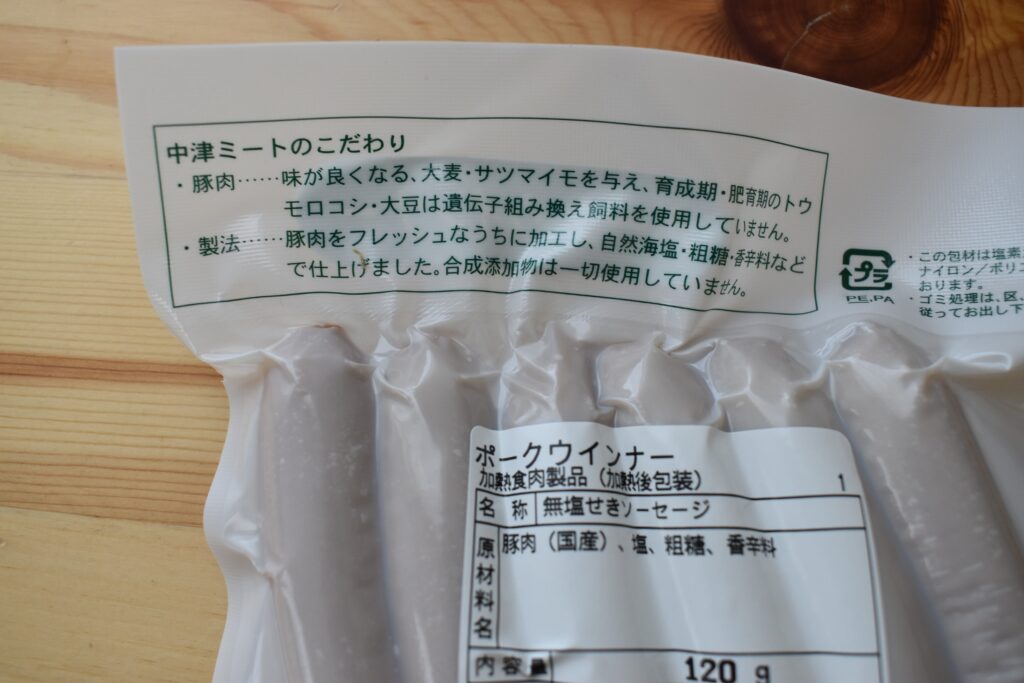 中津ミートのこだわり
・豚肉……味が良くなる、大麦・サツマイモを与え、育成期・肥育期のトウ
モロコシ・大豆は遺伝子組み換え飼料を使用していません。
・製法……豚肉をフレッシュなうちに加工し、自然海塩・粗糖・香辛料など
で仕上げました。合成添加物は一切使用していません。
プラ
PE,PA
・この包材は塩素
ナイロン/ポリ
おります。
・ゴミ処理は、区、
従ってお出し下
ポークウインナー
加熱食肉製品(加熱後包装) 1
名 称 無塩せきソーセージ
原材料名 豚肉(国産)、塩、粗糖、香辛料
内容量 120 g